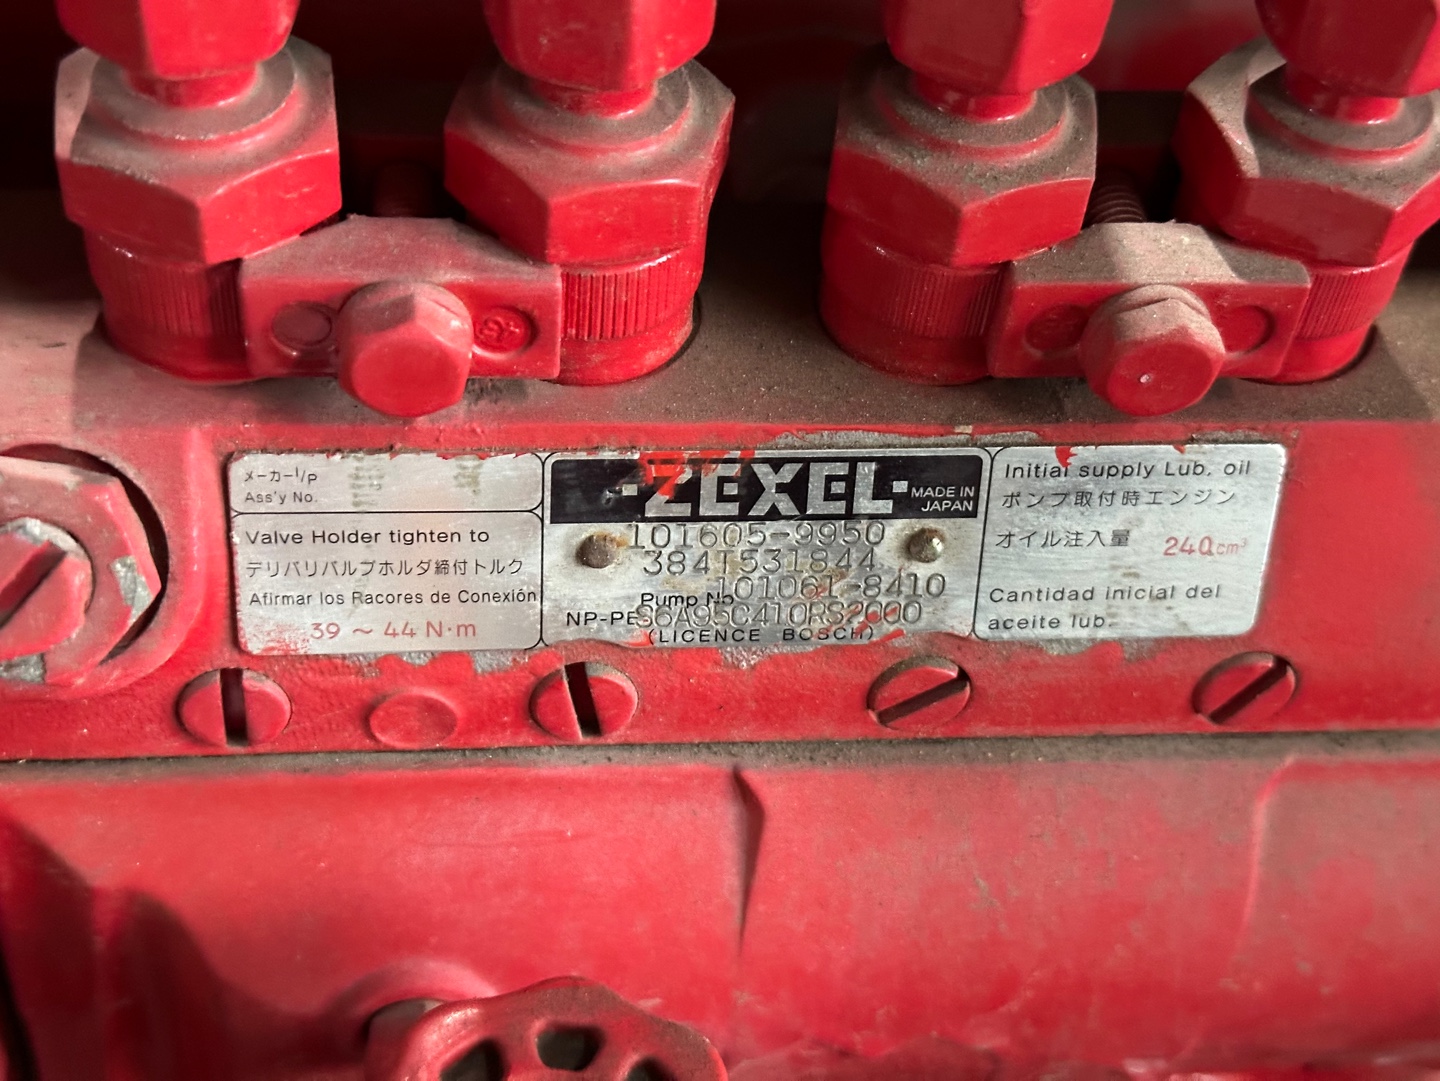 メーカーI/P
Ass'y No.
Valve Holder tighten to
デリバリバルブホルダ締付トルク
Afirmar los Racores de Conexión
39 ~ 44 N·m
·ZEXEL·
MADE IN
JAPAN
101605-9950
384T531844
101061-8410
Pump No
NP-PES6A95C410RS2000
(LICENCE BOSCH)
Initial supply Lub. oil
ポンプ取付時エンジン
オイル注入量
240cm³
Cantidad inicial del
aceite lub.